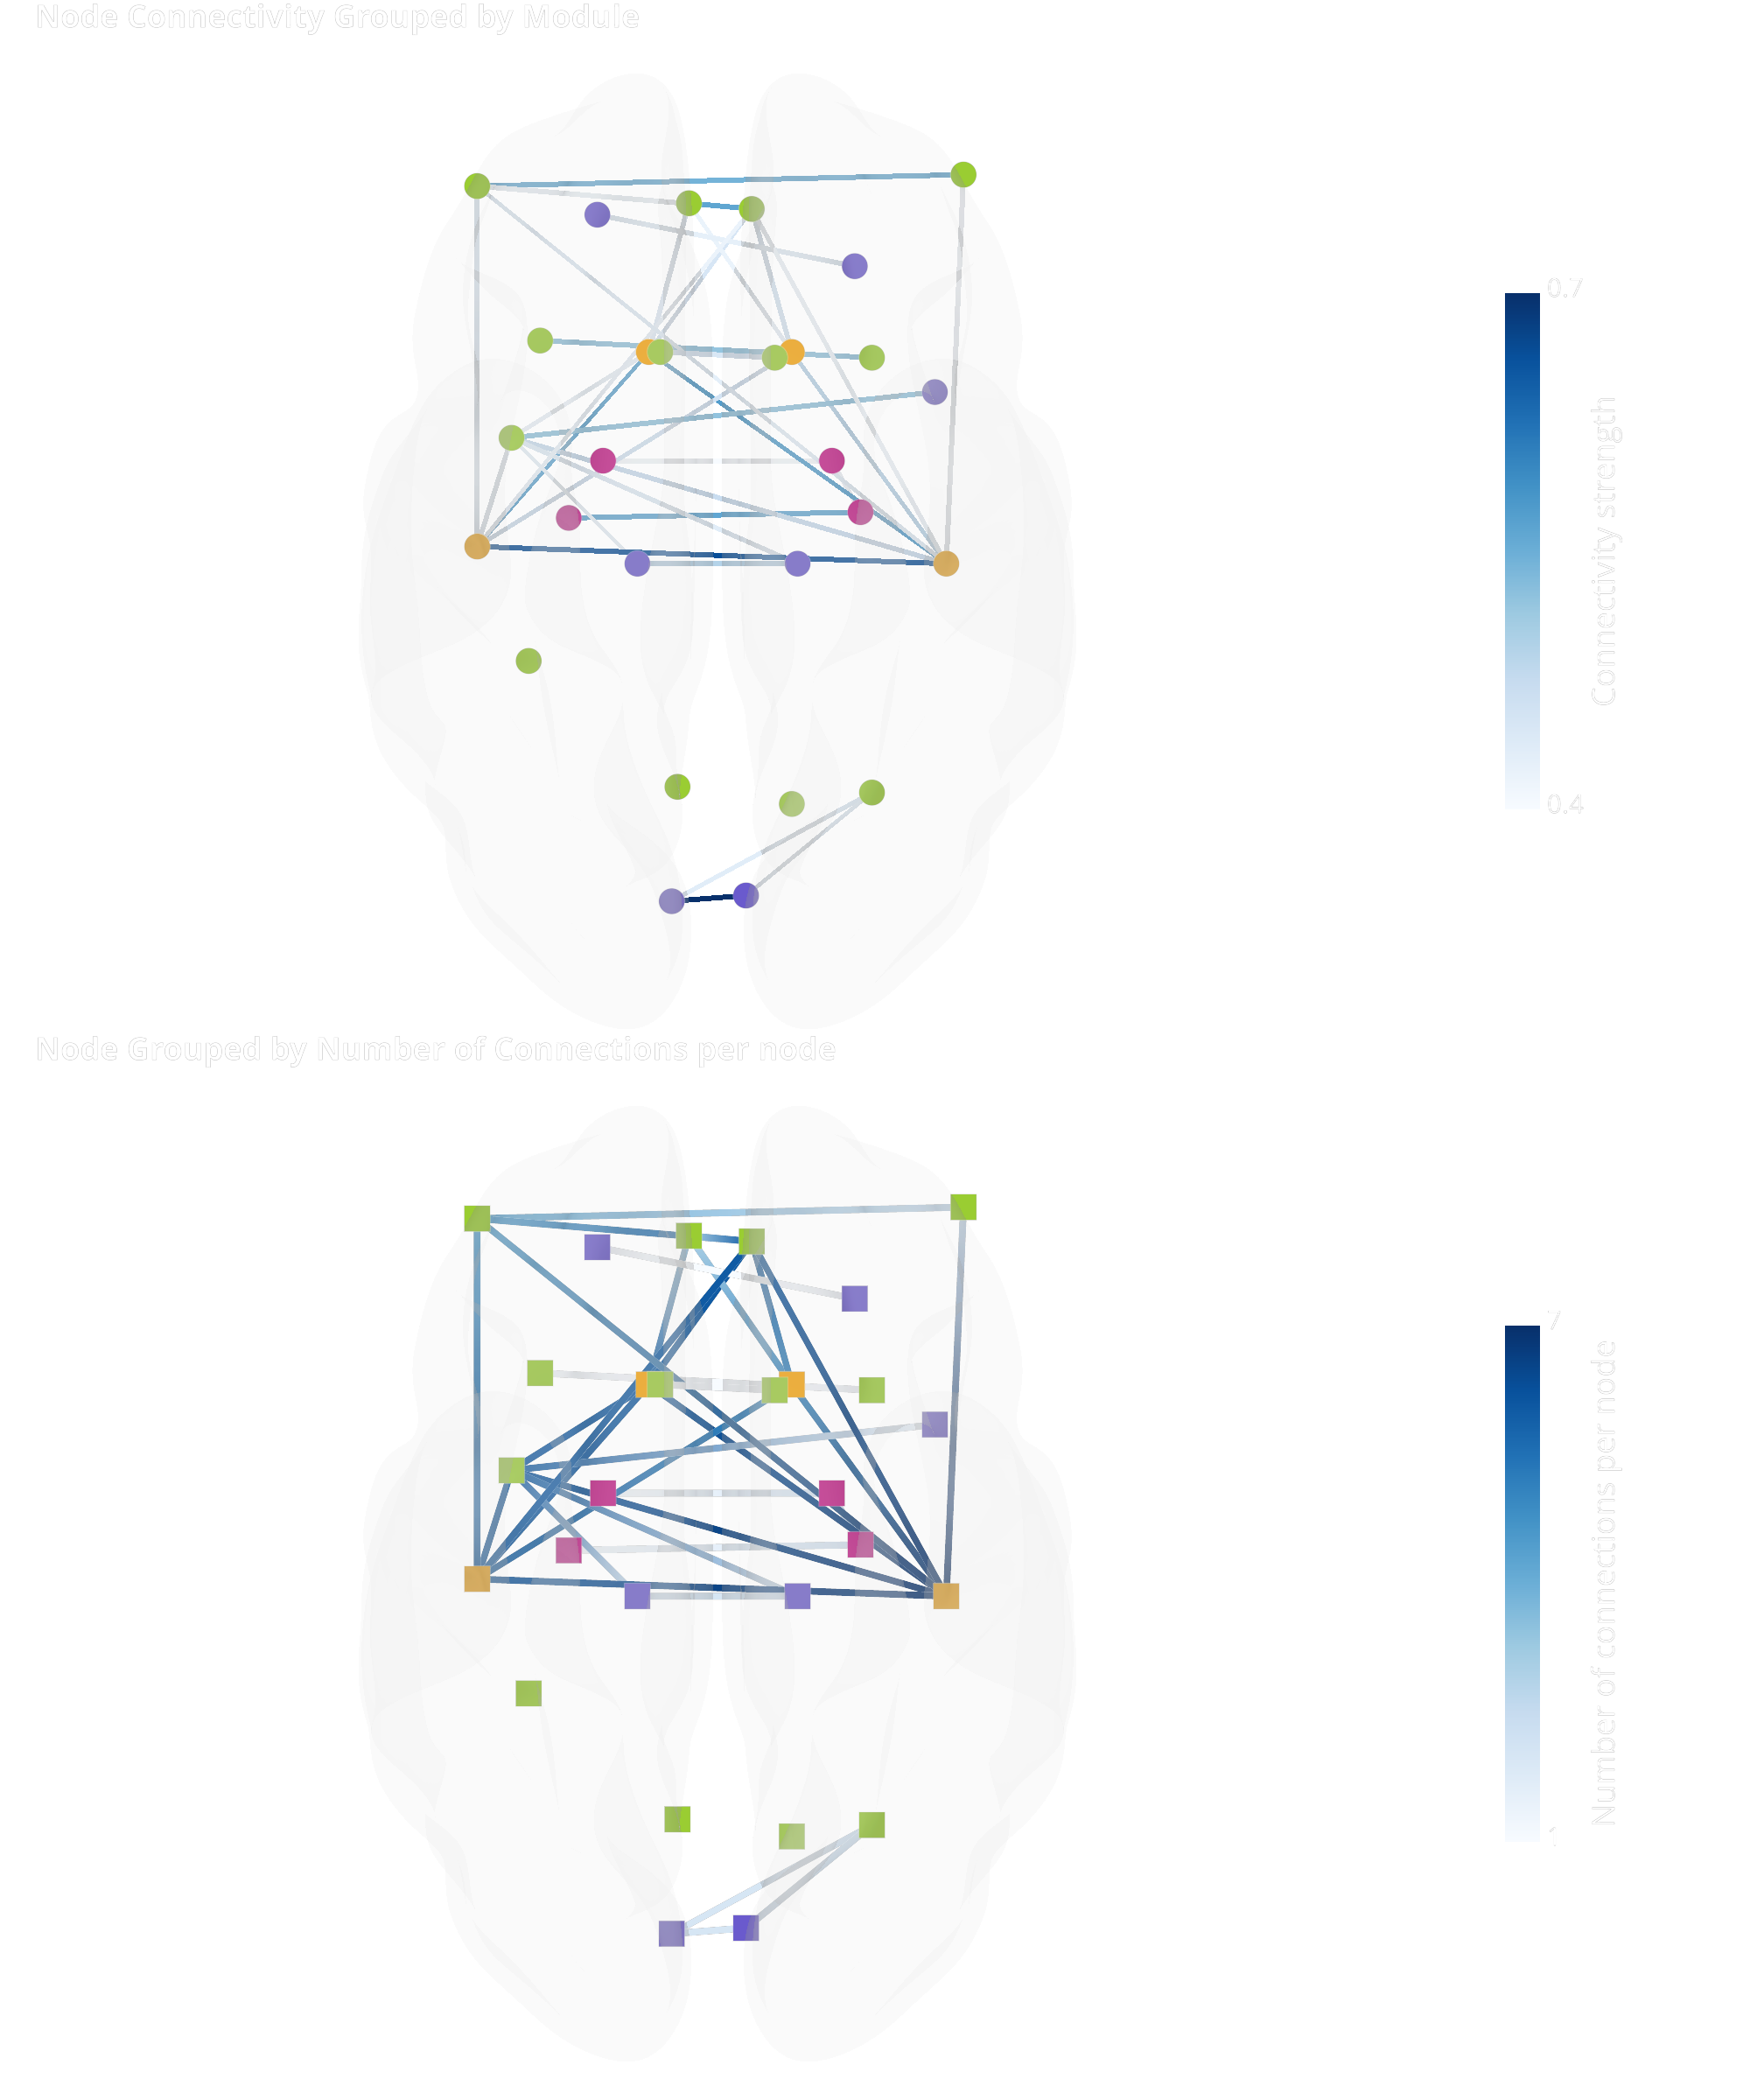 Node Connectivity Grouped by Module
0.7
Connectivity strength
0.4
Node Grouped by Number of Connections per node
7
Number of connections per node
1